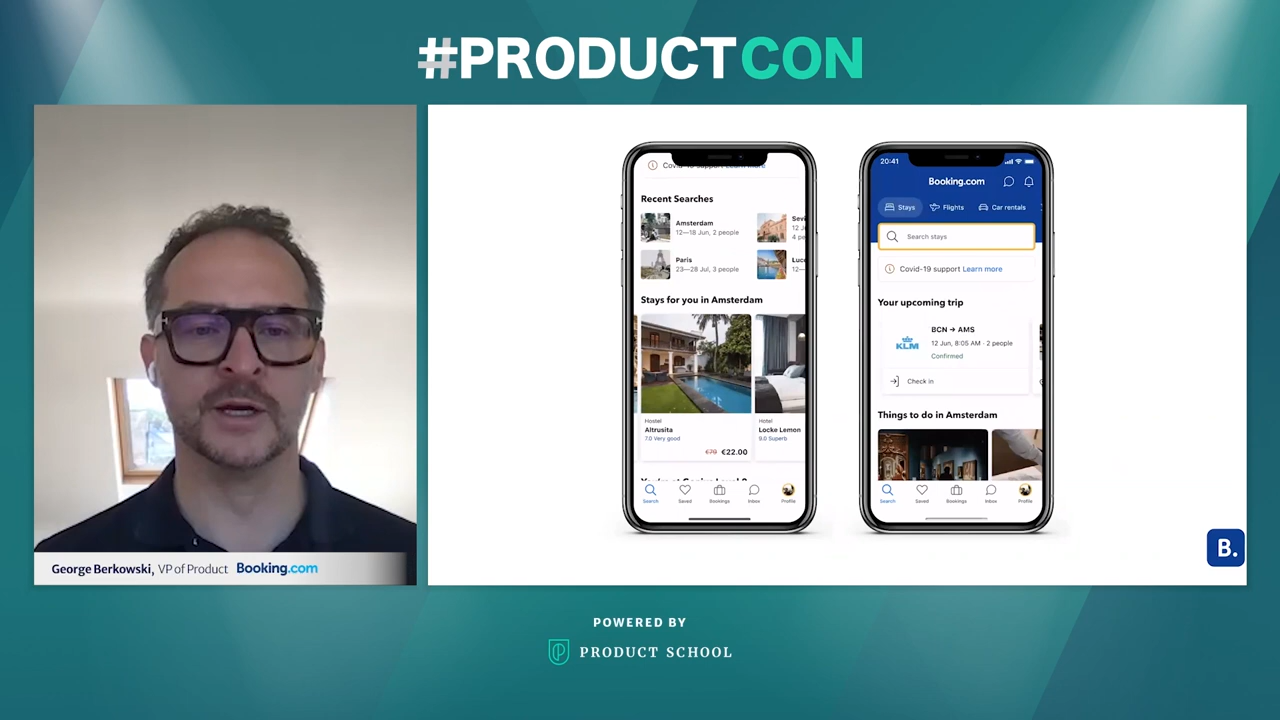 #PRODUCTCON
George Berkowski, VP of Product Booking.com
Recent Searches
Amsterdam
12—18 Jun, 2 people
Paris
23—28 Jul, 3 people
Stays for you in Amsterdam
Hostel
Altrusita
7.0 Very good
€70 €22.00
Hotel
Locke Lemon
9.0 Superb
Search Saved Bookings Inbox Profile
20:41
Booking.com
Stays Flights Car rentals
Search stays
Covid-19 support Learn more
Your upcoming trip
KLM
BCN → AMS
12 Jun, 8:05 AM · 2 people
Confirmed
Check in
Things to do in Amsterdam
Search Saved Bookings Inbox Profile
B.
POWERED BY
PRODUCT SCHOOL